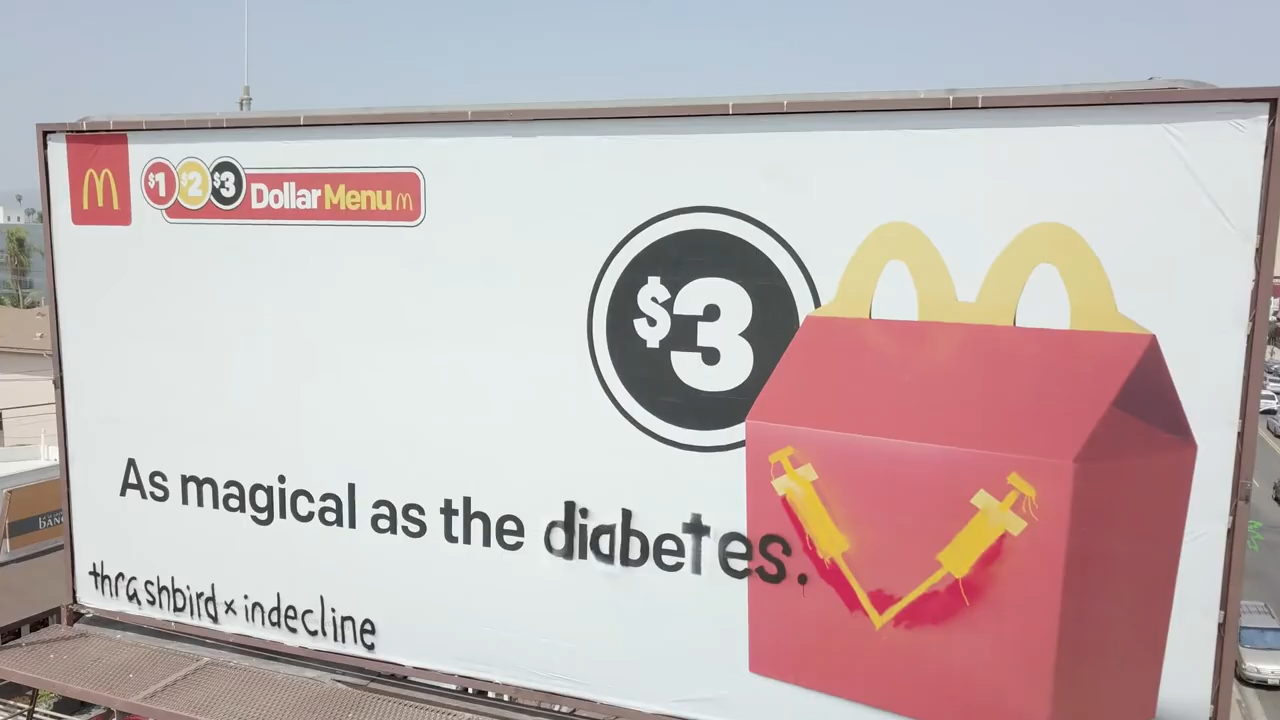 $1 $2 $3 Dollar Menu
$3
As magical as the diabetes.
thrashbird x indecline